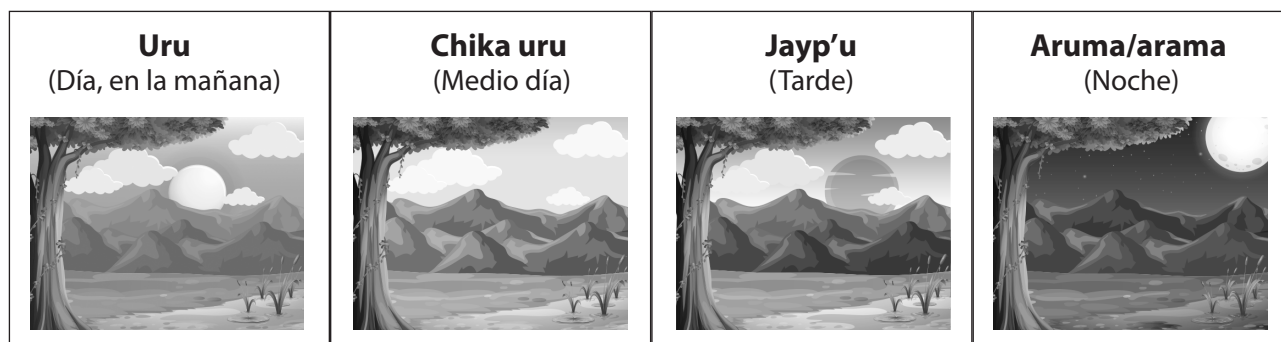 Uru
(Día, en la mañana)
Chika uru
(Medio día)
Jayp’u
(Tarde)
Aruma/arama
(Noche)